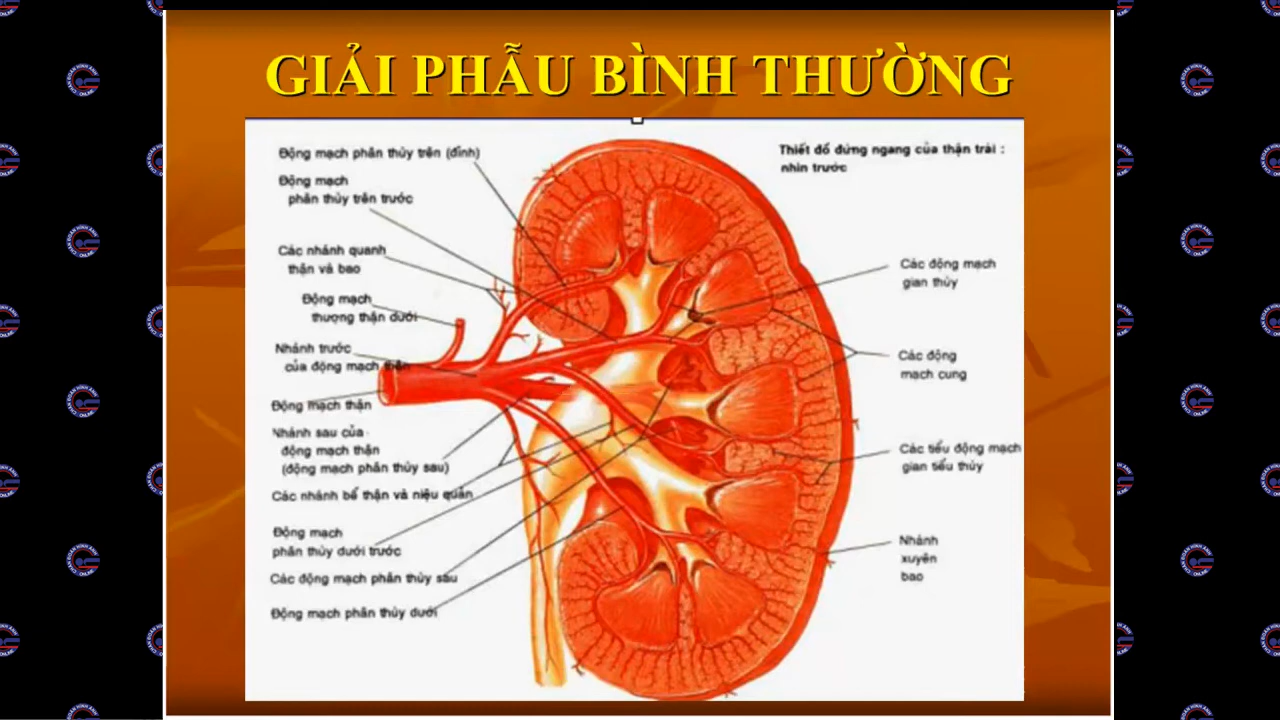 GIẢI PHẪU BÌNH THƯỜNG
Động mạch phân thùy trên (đỉnh)
Động mạch
phân thùy trên trước
Các nhánh quanh
thận và bao
Động mạch
thượng thận dưới
Nhánh trước
của động mạch thận
Động mạch thận
Nhánh sau của
động mạch thận
(động mạch phân thùy sau)
Các nhánh bể thận và niệu quản
Động mạch
phân thùy dưới trước
Các động mạch phân thùy sau
Động mạch phân thùy dưới
Thiết đồ đứng ngang của thận trái :
nhìn trước
Các động mạch
gian thùy
Các động
mạch cung
Các tiểu động mạch
gian tiểu thùy
Nhánh
xuyên
bao